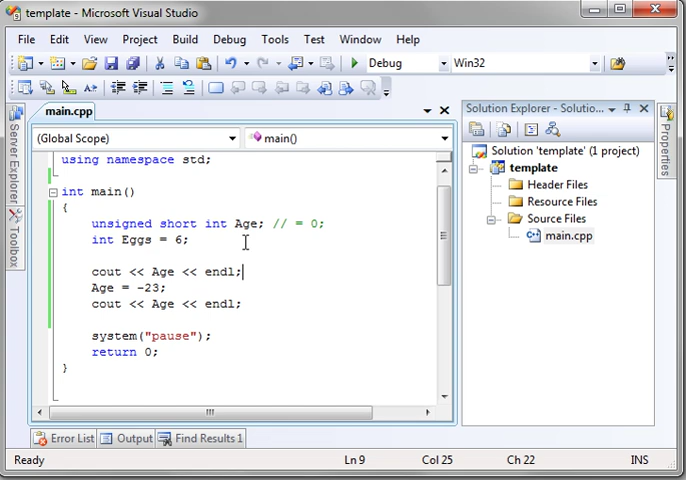 template - Microsoft Visual Studio
File Edit View Project Build Debug Tools Test Window Help
Debug Win32
main.cpp
Solution Explorer - Solutio...
(Global Scope) main()
using namespace std;
int main()
{
unsigned short int Age; // = 0;
int Eggs = 6;
cout << Age << endl;
Age = -23;
cout << Age << endl;
system("pause");
return 0;
}
Solution 'template' (1 project)
template
Header Files
Resource Files
Source Files
main.cpp
Server Explorer
Toolbox
Properties
Error List Output Find Results 1
Ready Ln 9 Col 25 Ch 22 INS